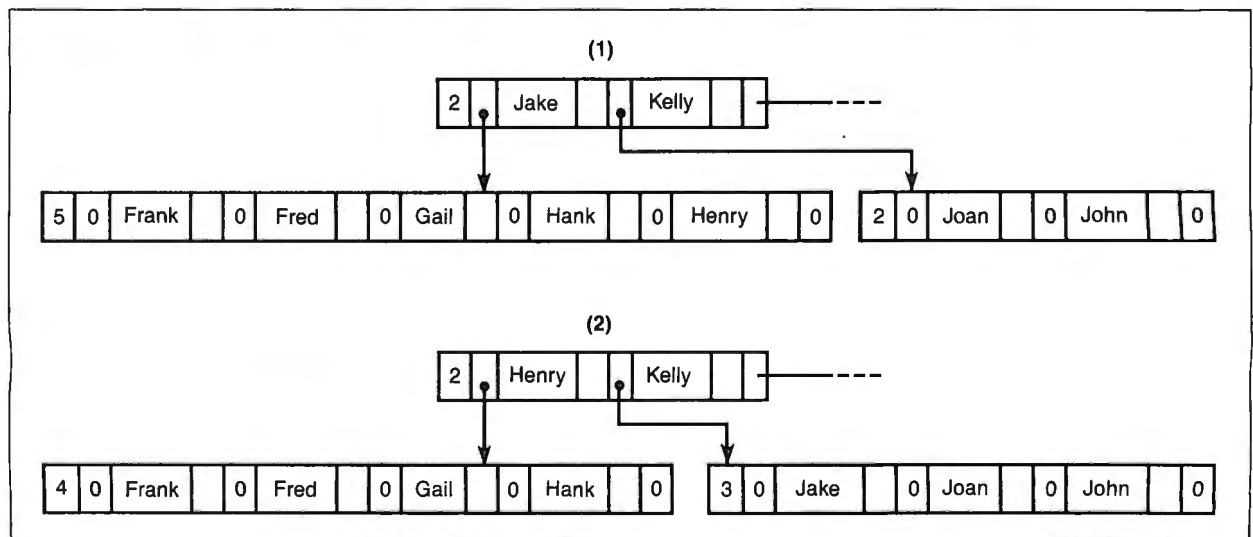 (1)
2 Jake Kelly
5 0 Frank 0 Fred 0 Gail 0 Hank 0 Henry 0
2 0 Joan 0 John 0
(2)
2 Henry Kelly
4 0 Frank 0 Fred 0 Gail 0 Hank 0
3 0 Jake 0 Joan 0 John 0